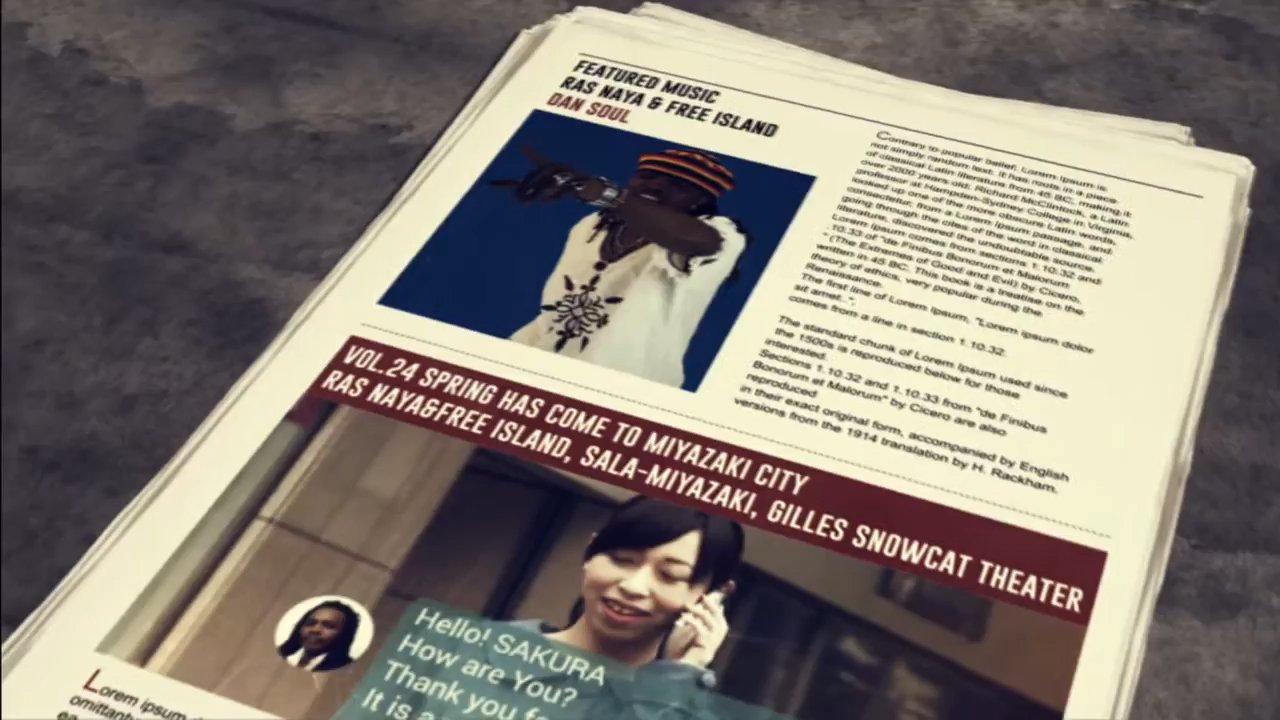 FEATURED MUSIC
RAS NAYA & FREE ISLAND
DAN SOUL
Contrary to popular belief, Lorem Ipsum is
not simply random text. It has roots in a piece
of classical Latin literature from 45 BC, making it
over 2000 years old. Richard McClintock, a Latin
professor at Hampden-Sydney College in Virginia,
looked up one of the more obscure Latin words,
consectetur, from a Lorem Ipsum passage, and
going through the cites of the word in classical
literature, discovered the undoubtable source.
Lorem Ipsum comes from sections 1.10.32 and
1.10.33 of "de Finibus Bonorum et Malorum
" (The Extremes of Good and Evil) by Cicero,
written in 45 BC. This book is a treatise on the
theory of ethics, very popular during the
Renaissance.
The first line of Lorem Ipsum, "Lorem ipsum dolor
sit amet..",
comes from a line in section 1.10.32.
The standard chunk of Lorem Ipsum used since
the 1500s is reproduced below for those
interested.
Sections 1.10.32 and 1.10.33 from "de Finibus
Bonorum et Malorum" by Cicero are also
reproduced
in their exact original form, accompanied by English
versions from the 1914 translation by H. Rackham.
VOL.24 SPRING HAS COME TO MIYAZAKI CITY
RAS NAYA&FREE ISLAND, SALA-MIYAZAKI, GILLES SNOWCAT THEATER
Hello! SAKURA
How are You?
Thank you
It is
Lorem ipsum